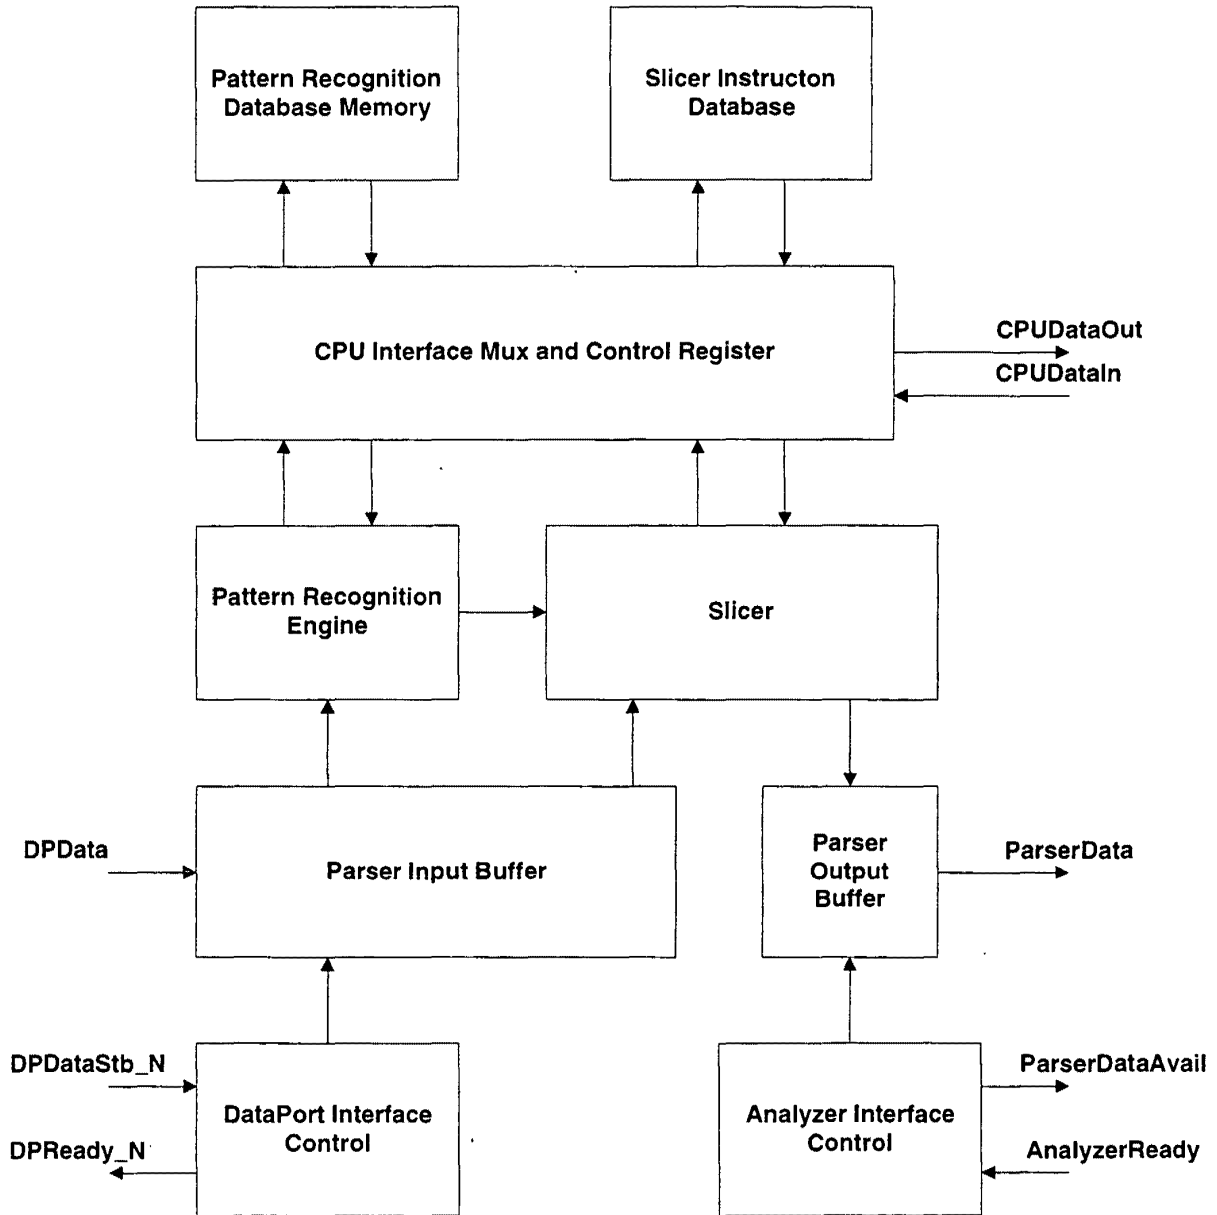 Pattern Recognition
Database Memory
Slicer Instructon
Database
CPU Interface Mux and Control Register
CPUDataOut
CPUDataIn
Pattern Recognition
Engine
Slicer
DPData
Parser Input Buffer
Parser
Output
Buffer
ParserData
DPDataStb_N
DPReady_N
DataPort Interface
Control
Analyzer Interface
Control
ParserDataAvail
AnalyzerReady